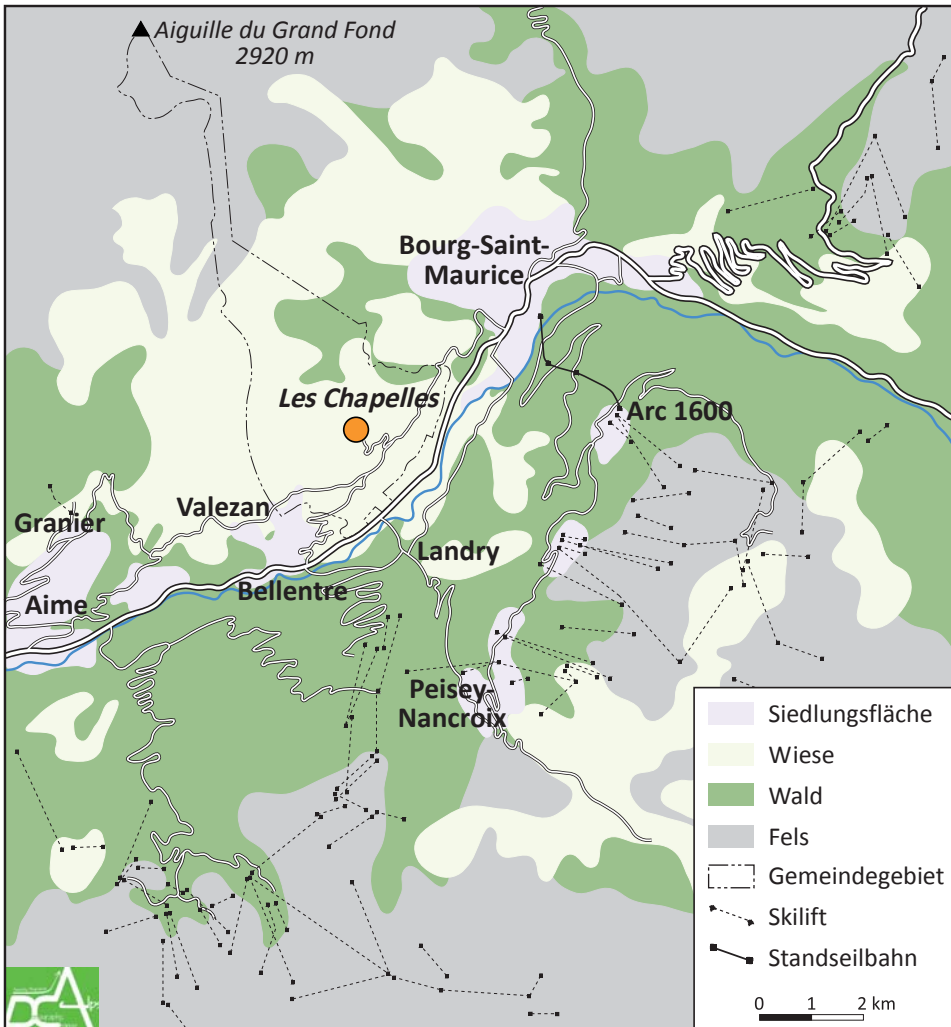 Aiguille du Grand Fond
2920 m
Bourg-Saint-
Maurice
Les Chapelles
Arc 1600
Valezan
Granier
Landry
Bellentre
Aime
Peisey-
Nancroix
Siedlungsfläche
Wiese
Wald
Fels
Gemeindegebiet
Skilift
Standseilbahn
0 1 2 km